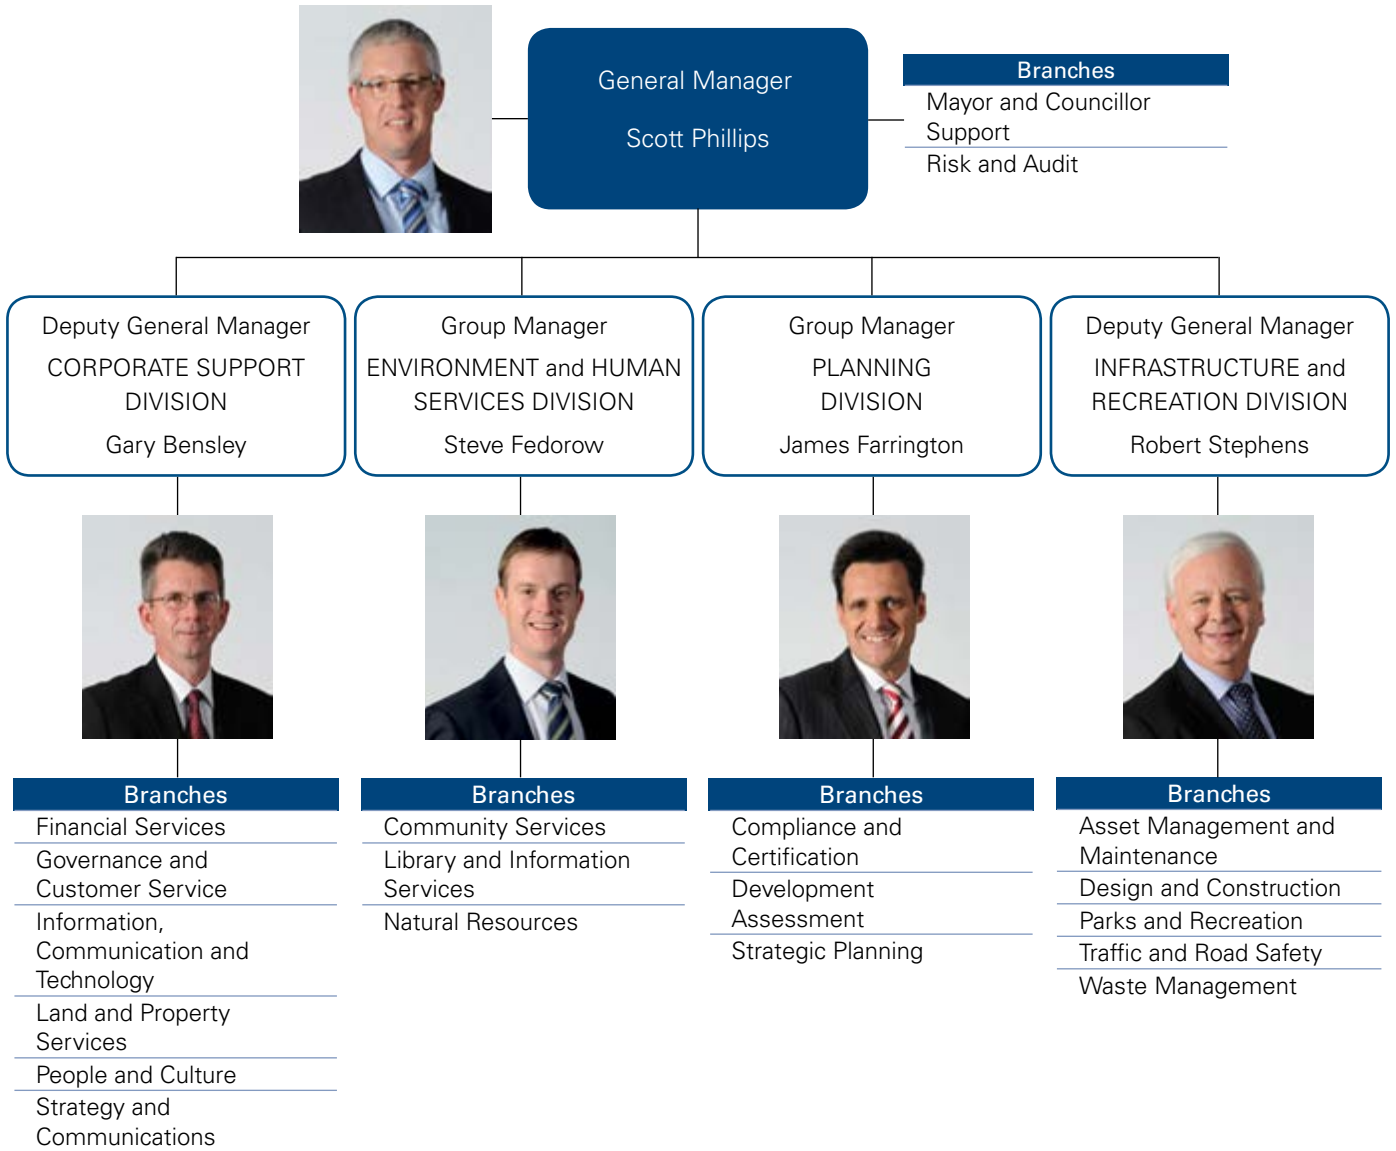 General Manager
Scott Phillips
Branches
Mayor and Councillor
Support
Risk and Audit
Deputy General Manager
CORPORATE SUPPORT
DIVISION
Gary Bensley
Group Manager
ENVIRONMENT and HUMAN
SERVICES DIVISION
Steve Fedorow
Group Manager
PLANNING
DIVISION
James Farrington
Deputy General Manager
INFRASTRUCTURE and
RECREATION DIVISION
Robert Stephens
Branches
Financial Services
Governance and
Customer Service
Information,
Communication and
Technology
Land and Property
Services
People and Culture
Strategy and
Communications
Branches
Community Services
Library and Information
Services
Natural Resources
Branches
Compliance and
Certification
Development
Assessment
Strategic Planning
Branches
Asset Management and
Maintenance
Design and Construction
Parks and Recreation
Traffic and Road Safety
Waste Management